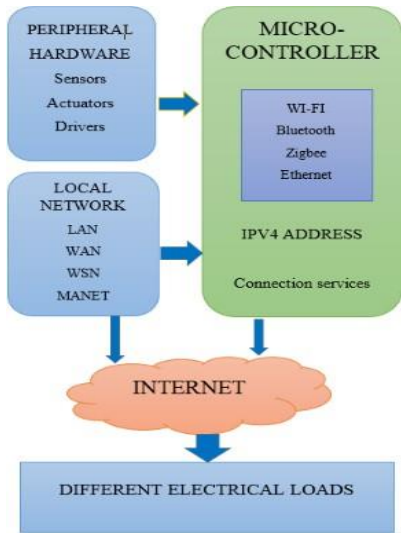 PERIPHERAL
HARDWARE
Sensors
Actuators
Drivers
LOCAL
NETWORK
LAN
WAN
WSN
MANET
MICRO-
CONTROLLER
WI-FI
Bluetooth
Zigbee
Ethernet
IPV4 ADDRESS
Connection services
INTERNET
DIFFERENT ELECTRICAL LOADS